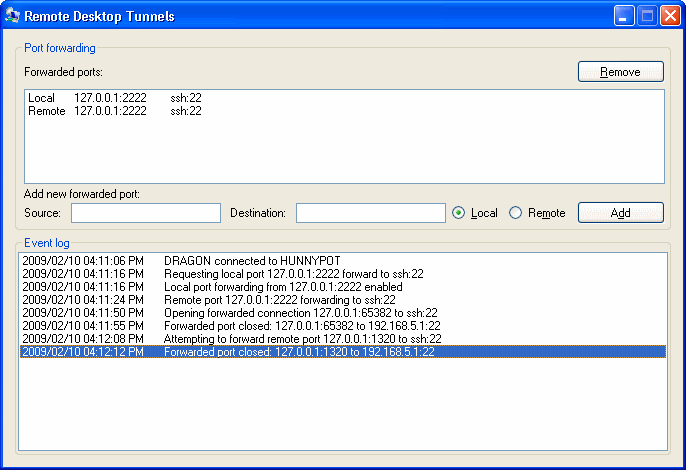 Remote Desktop Tunnels
Port forwarding
Forwarded ports:
Remove
Local 127.0.0.1:2222 ssh:22
Remote 127.0.0.1:2222 ssh:22
Add new forwarded port:
Source: Destination: Local Remote Add
Event log
2009/02/10 04:11:06 PM DRAGON connected to HUNNYPOT
2009/02/10 04:11:16 PM Requesting local port 127.0.0.1:2222 forward to ssh:22
2009/02/10 04:11:16 PM Local port forwarding from 127.0.0.1:2222 enabled
2009/02/10 04:11:24 PM Remote port 127.0.0.1:2222 forwarding to ssh:22
2009/02/10 04:11:50 PM Opening forwarded connection 127.0.0.1:65382 to ssh:22
2009/02/10 04:11:55 PM Forwarded port closed: 127.0.0.1:65382 to 192.168.5.1:22
2009/02/10 04:12:08 PM Attempting to forward remote port 127.0.0.1:1320 to ssh:22
2009/02/10 04:12:12 PM Forwarded port closed: 127.0.0.1:1320 to 192.168.5.1:22